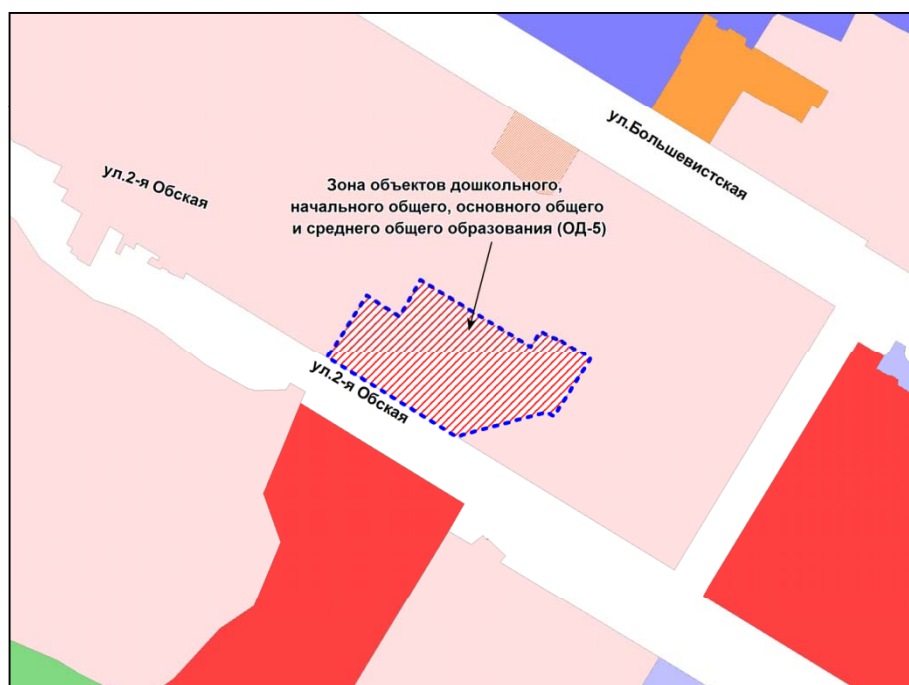 ул.Большевистская
ул.2-я Обская
Зона объектов дошкольного,
начального общего, основного общего
и среднего общего образования (ОД-5)
ул.2-я Обская